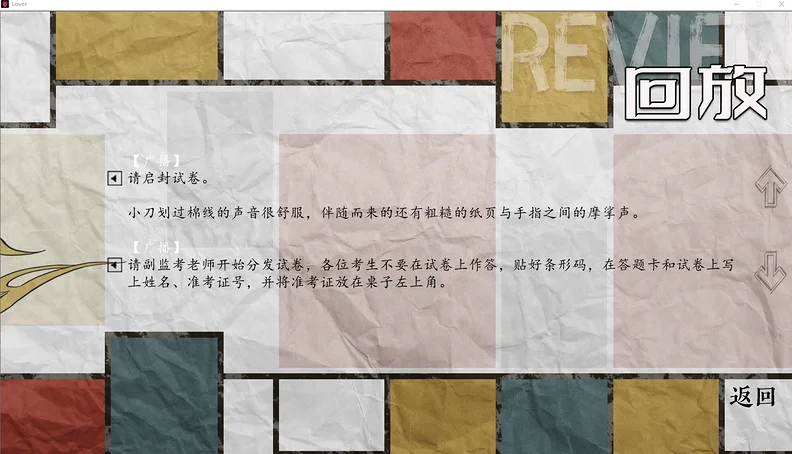 Lover
REVIEW
回放
【广播】
请启封试卷。
小刀划过棉线的声音很舒服，伴随而来的还有粗糙的纸页与手指之间的摩挲声。
【广播】
请副监考老师开始分发试卷，各位考生不要在试卷上作答，贴好条形码，在答题卡和试卷上写
上姓名、准考证号，并将准考证放在桌子左上角。
返回